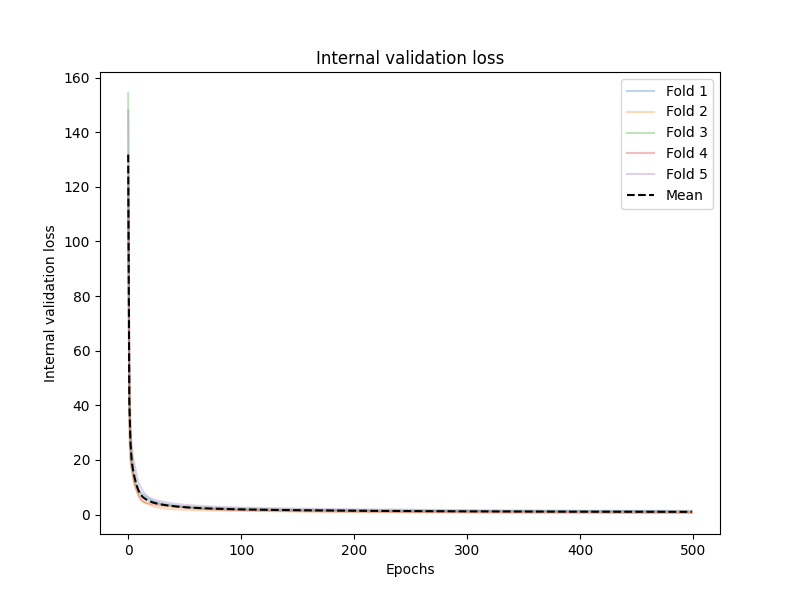 Internal validation loss
Internal validation loss
160
140
120
100
80
60
40
20
0
0 100 200 300 400 500
Epochs
Fold 1
Fold 2
Fold 3
Fold 4
Fold 5
Mean